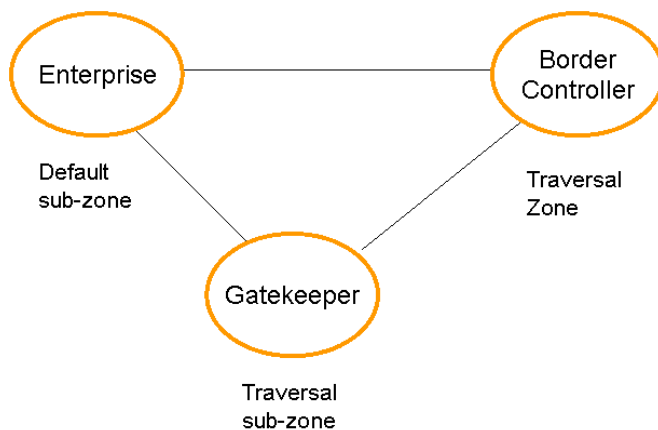 Enterprise
Border
Controller
Default
sub-zone
Traversal
Zone
Gatekeeper
Traversal
sub-zone